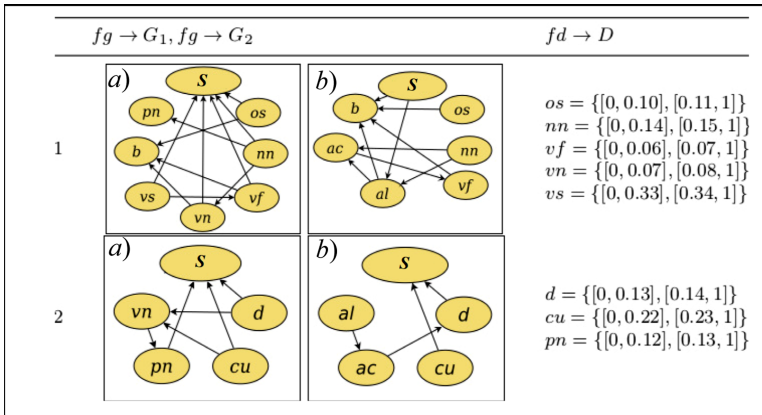 fg → G₁, fg → G₂ fd → D
1
a)
S
pn
os
b
nn
vs
vf
vn
b)
S
b
os
ac
nn
al
vf
os = {[0, 0.10], [0.11, 1]}
nn = {[0, 0.14], [0.15, 1]}
vf = {[0, 0.06], [0.07, 1]}
vn = {[0, 0.07], [0.08, 1]}
vs = {[0, 0.33], [0.34, 1]}
2
a)
S
vn
d
pn
cu
b)
S
al
d
ac
cu
d = {[0, 0.13], [0.14, 1]}
cu = {[0, 0.22], [0.23, 1]}
pn = {[0, 0.12], [0.13, 1]}